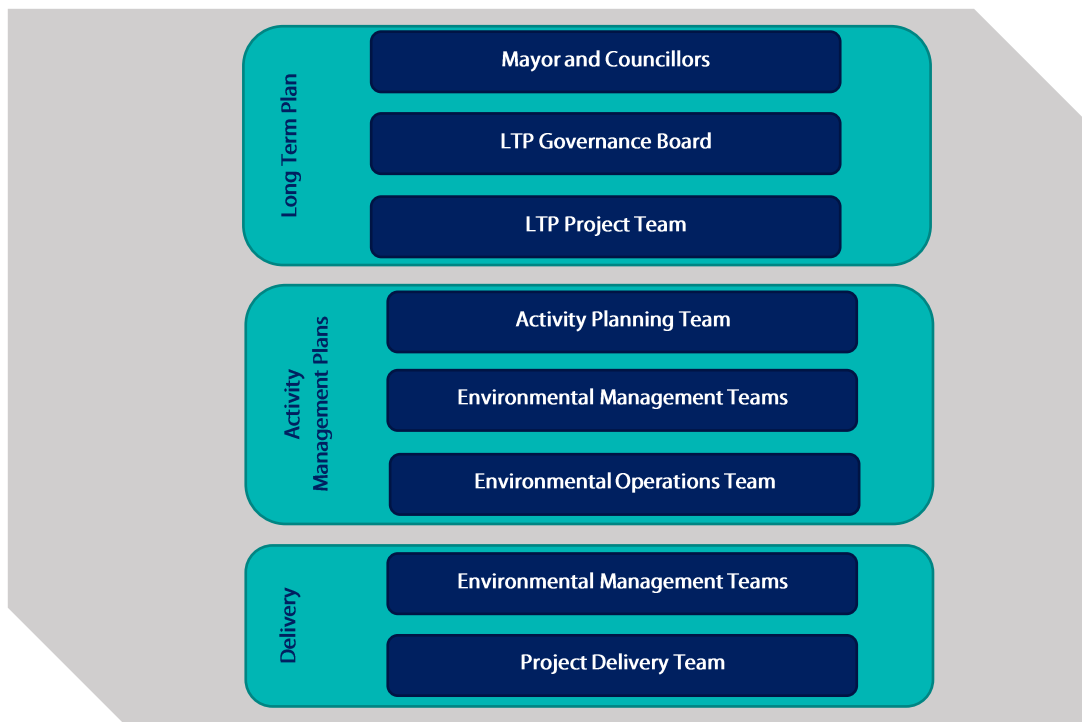 Long Term Plan
Mayor and Councillors
LTP Governance Board
LTP Project Team
Activity
Management Plans
Activity Planning Team
Environmental Management Teams
Environmental Operations Team
Delivery
Environmental Management Teams
Project Delivery Team